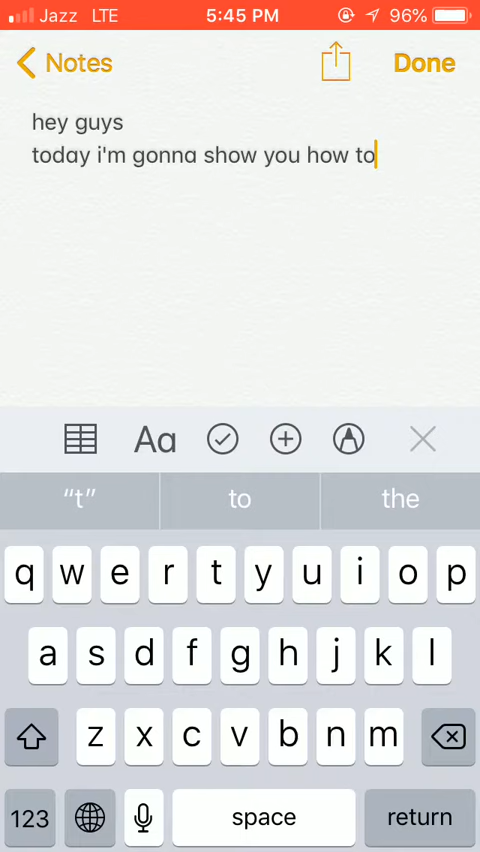 Jazz LTE 5:45 PM 96%
Notes Done
hey guys
today i'm gonna show you how to
Aa
"t" to the
q w e r t y u i o p
a s d f g h j k l
z x c v b n m
123 space return